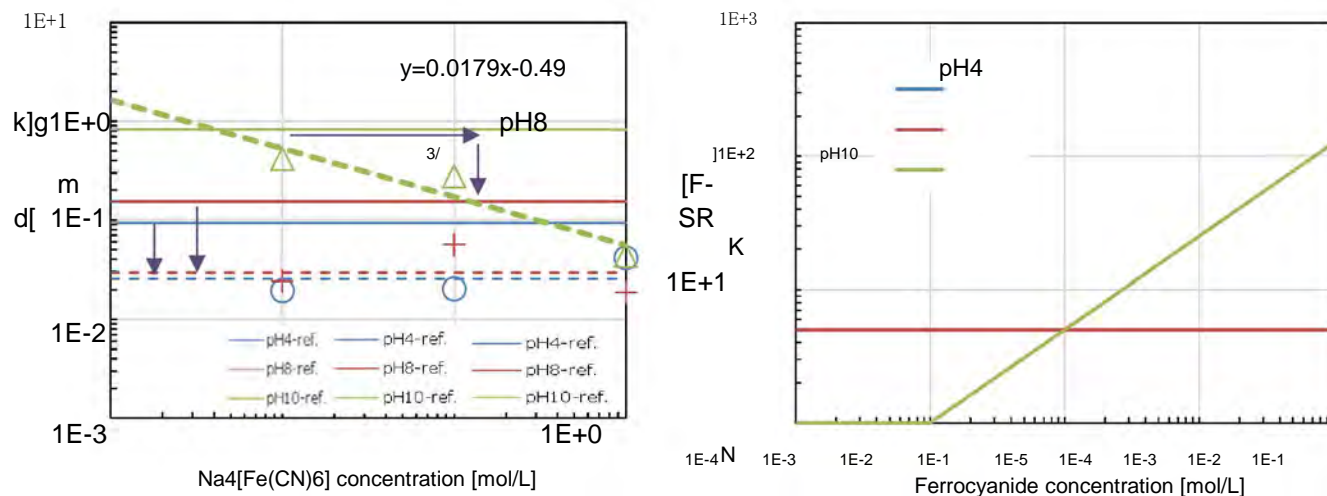 1E+1
y=0.0179x-0.49
k]g1E+0
pH8
3/
m
d[ 1E-1
1E-2
pH4-ref. pH4-ref. pH4-ref.
pH8-ref. pH8-ref. pH8-ref.
pH10-ref. pH10-ref. pH10-ref.
1E-3 1E+0
Na4[Fe(CN)6] concentration [mol/L]
1E+3
pH4
]1E+2
pH10
[F-
SR
K
1E+1
1E-4 N 1E-3 1E-2 1E-1 1E-5 1E-4 1E-3 1E-2 1E-1
Ferrocyanide concentration [mol/L]